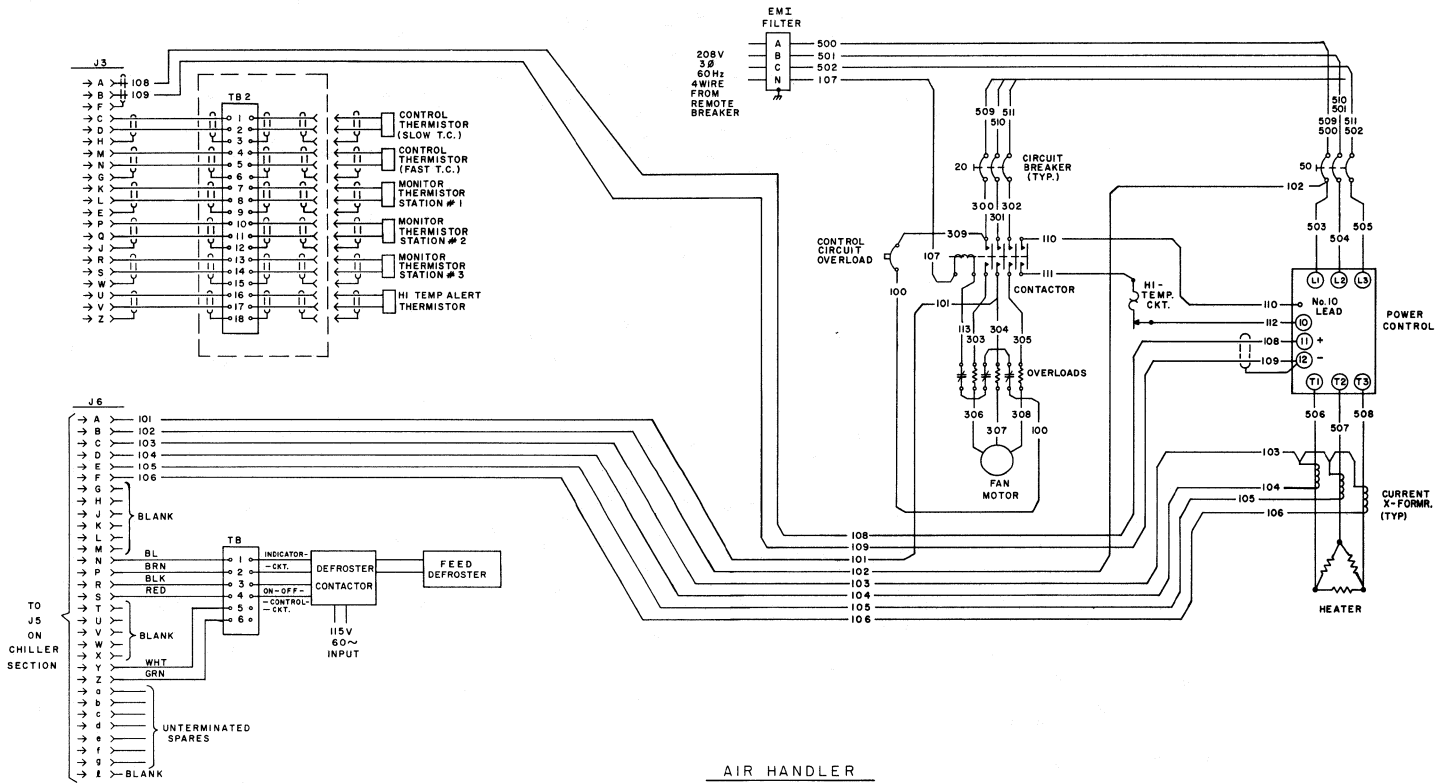 J3
A 108
B 109
F
C
D
H
M
N
G
K
L
E
P
Q
J
R
S
W
U
V
Z
TB 2
1
2
3
4
5
6
7
8
9
10
11
12
13
14
15
16
17
18
CONTROL
THERMISTOR
(SLOW T.C.)
CONTROL
THERMISTOR
(FAST T.C.)
MONITOR
THERMISTOR
STATION # 1
MONITOR
THERMISTOR
STATION # 2
MONITOR
THERMISTOR
STATION # 3
HI TEMP ALERT
THERMISTOR
EMI
FILTER
208V
3Ø
60Hz
4WIRE
FROM
REMOTE
BREAKER
A 500
B 501
C 502
N 107
509
510
511
20
CIRCUIT
BREAKER
(TYP.)
300
301
302
CONTROL
CIRCUIT
OVERLOAD
309
107
100
110
111
CONTACTOR
101
113
303
304
305
OVERLOADS
306
307
308
100
FAN
MOTOR
HI-
TEMP.
CKT.
510
501
509
500
511
502
50
102
503
504
505
L1
L2
L3
110
No.10
LEAD
112
10
108
11 +
109
12 -
T1
T2
T3
POWER
CONTROL
506
507
508
103
104
105
106
CURRENT
X-FORMR.
(TYP)
HEATER
108
109
101
102
103
104
105
106
J6
A 101
B 102
C 103
D 104
E 105
F 106
G
H
J
K
L
M
BLANK
N BL
P BRN
R BLK
S RED
T
U
V
W
X
BLANK
Y WHT
Z GRN
a
b
c
d
e
f
g
UNTERMINATED
SPARES
ℓ BLANK
TO
J5
ON
CHILLER
SECTION
TB
1
2
3
4
5
6
INDICATOR-
-CKT.
ON-OFF-
-CONTROL-
-CKT.
DEFROSTER
CONTACTOR
FEED
DEFROSTER
115V
60~
INPUT
AIR HANDLER